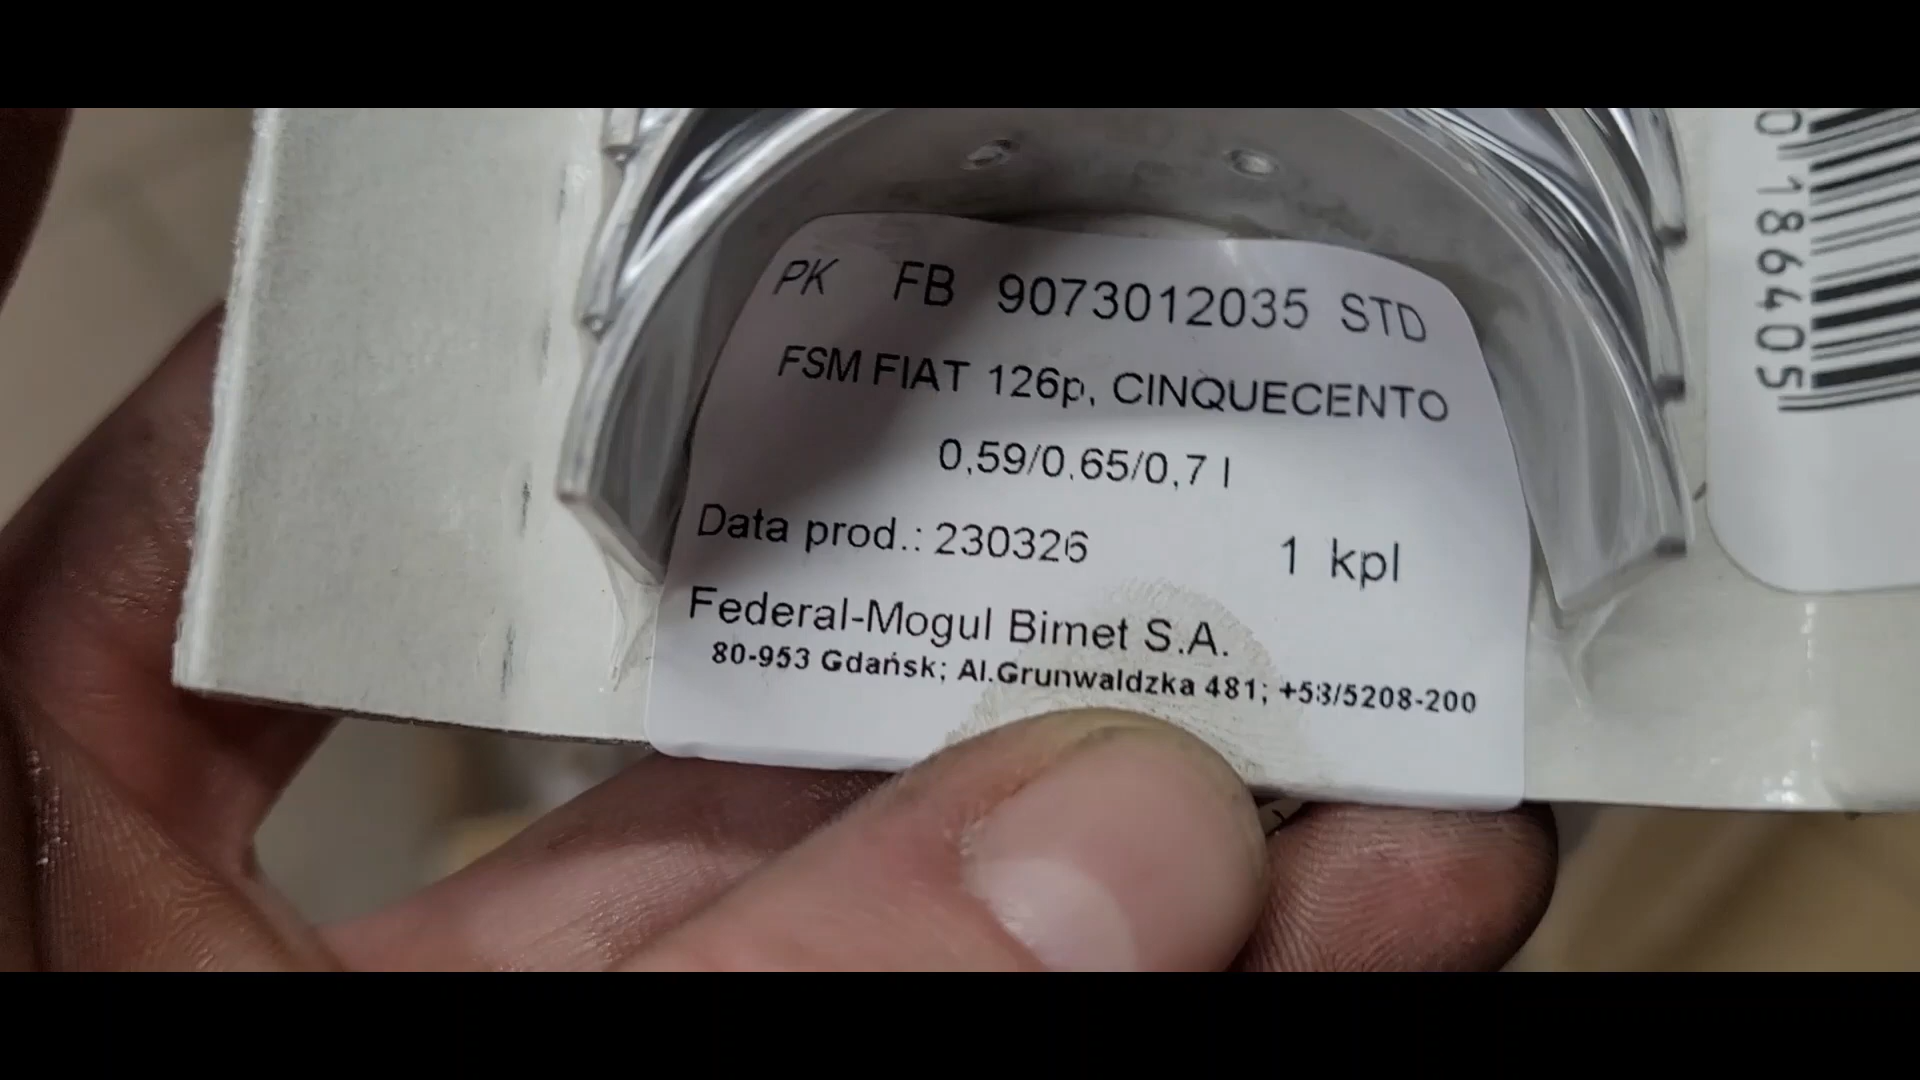 PK FB 9073012035 STD
FSM FIAT 126p, CINQUECENTO
0,59/0,65/0,7 l
Data prod.: 230326 1 kpl
Federal-Mogul Bimet S.A.
80-953 Gdańsk; Al.Grunwaldzka 481; +58/5208-200
0186405